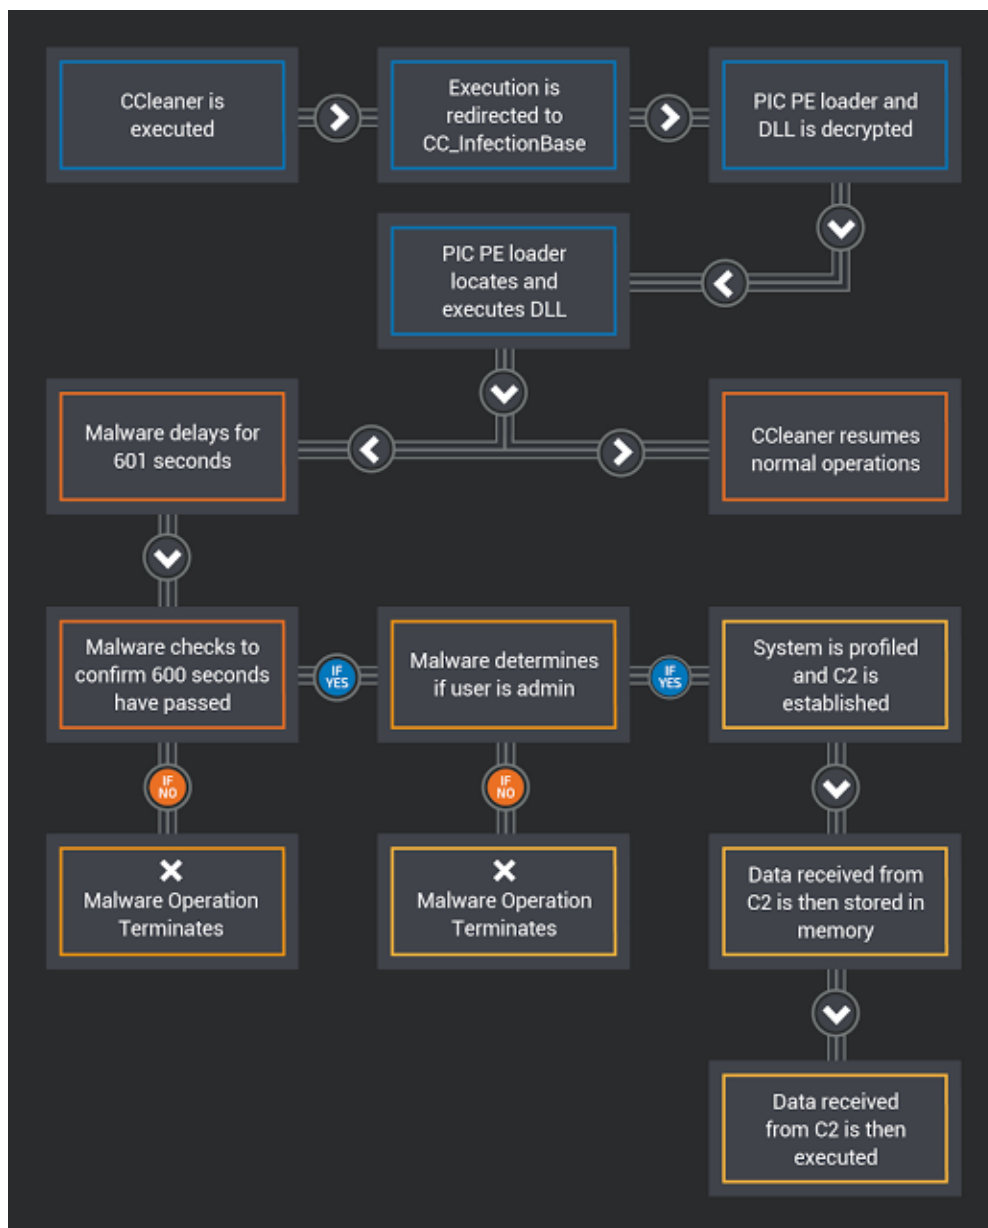 CCleaner is
executed
Execution is
redirected to
CC_InfectionBase
PIC PE loader and
DLL is decrypted
PIC PE loader
locates and
executes DLL
Malware delays for
601 seconds
CCleaner resumes
normal operations
Malware checks to
confirm 600 seconds
have passed
IF
YES
Malware determines
if user is admin
IF
YES
System is profiled
and C2 is
established
IF
NO
IF
NO
Malware Operation
Terminates
Malware Operation
Terminates
Data received from
C2 is then stored in
memory
Data received
from C2 is then
executed